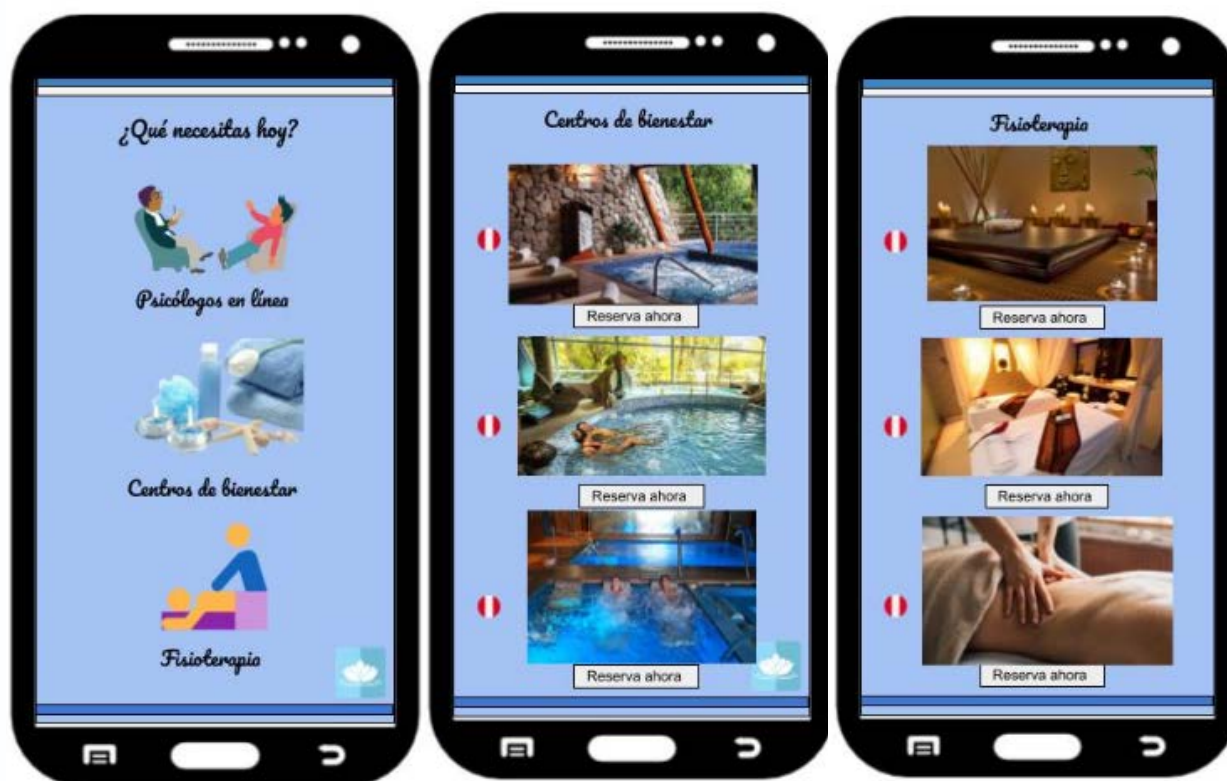 ¿Qué necesitas hoy?
Psicólogos en línea
Centros de bienestar
Fisioterapia
Centros de bienestar
Reserva ahora
Reserva ahora
Reserva ahora
Fisioterapia
Reserva ahora
Reserva ahora
Reserva ahora